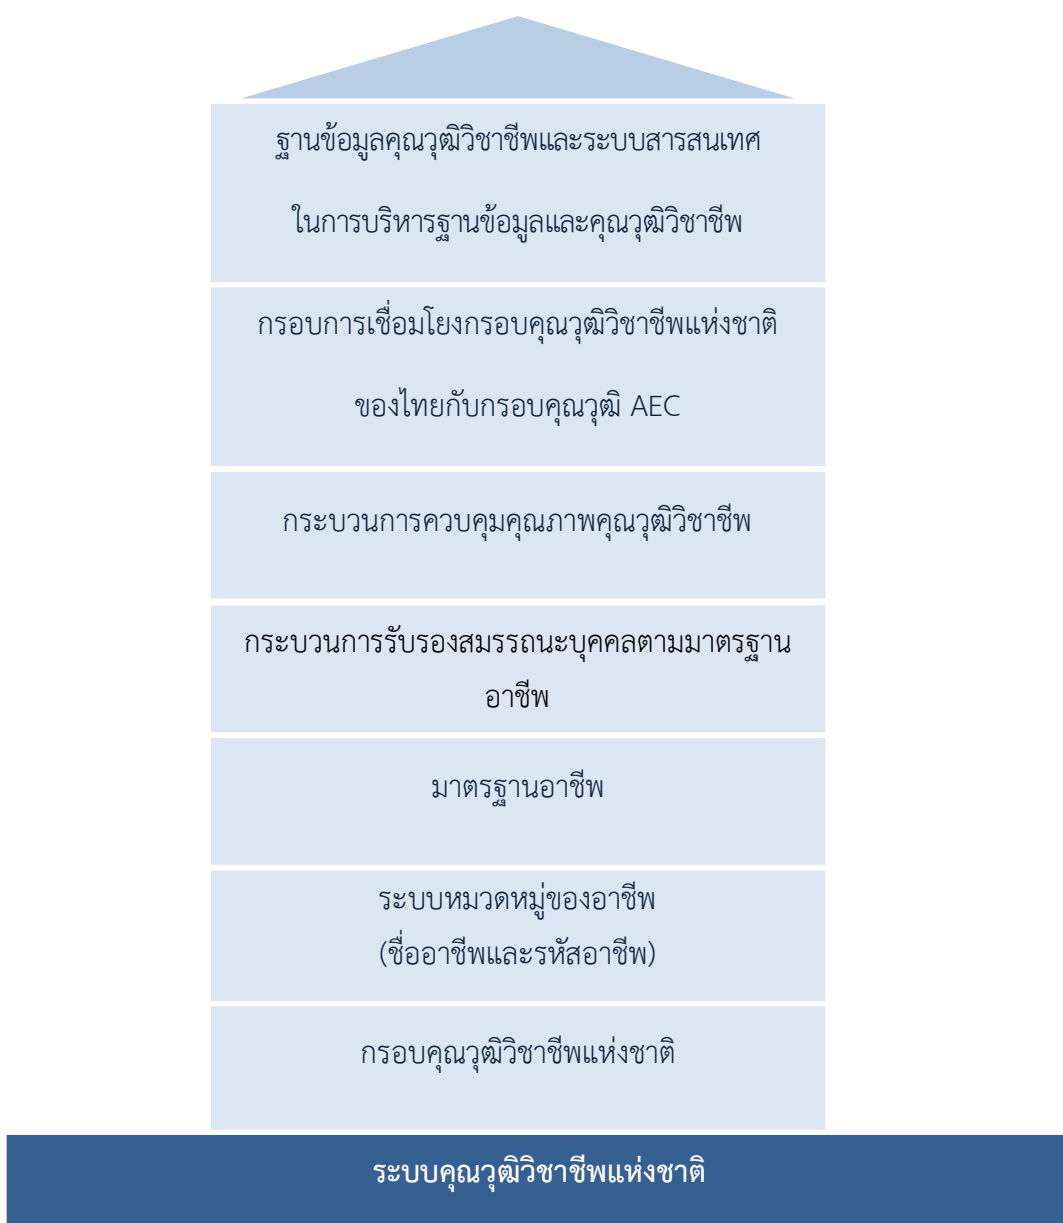 ฐานข้อมูลคุณวุฒิวิชาชีพและระบบสารสนเทศ
ในการบริหารฐานข้อมูลและคุณวุฒิวิชาชีพ
กรอบการเชื่อมโยงกรอบคุณวุฒิวิชาชีพแห่งชาติ
ของไทยกับกรอบคุณวุฒิ AEC
กระบวนการควบคุมคุณภาพคุณวุฒิวิชาชีพ
กระบวนการรับรองสมรรถนะบุคคลตามมาตรฐาน
อาชีพ
มาตรฐานอาชีพ
ระบบหมวดหมู่ของอาชีพ
(ชื่ออาชีพและรหัสอาชีพ)
กรอบคุณวุฒิวิชาชีพแห่งชาติ
ระบบคุณวุฒิวิชาชีพแห่งชาติ